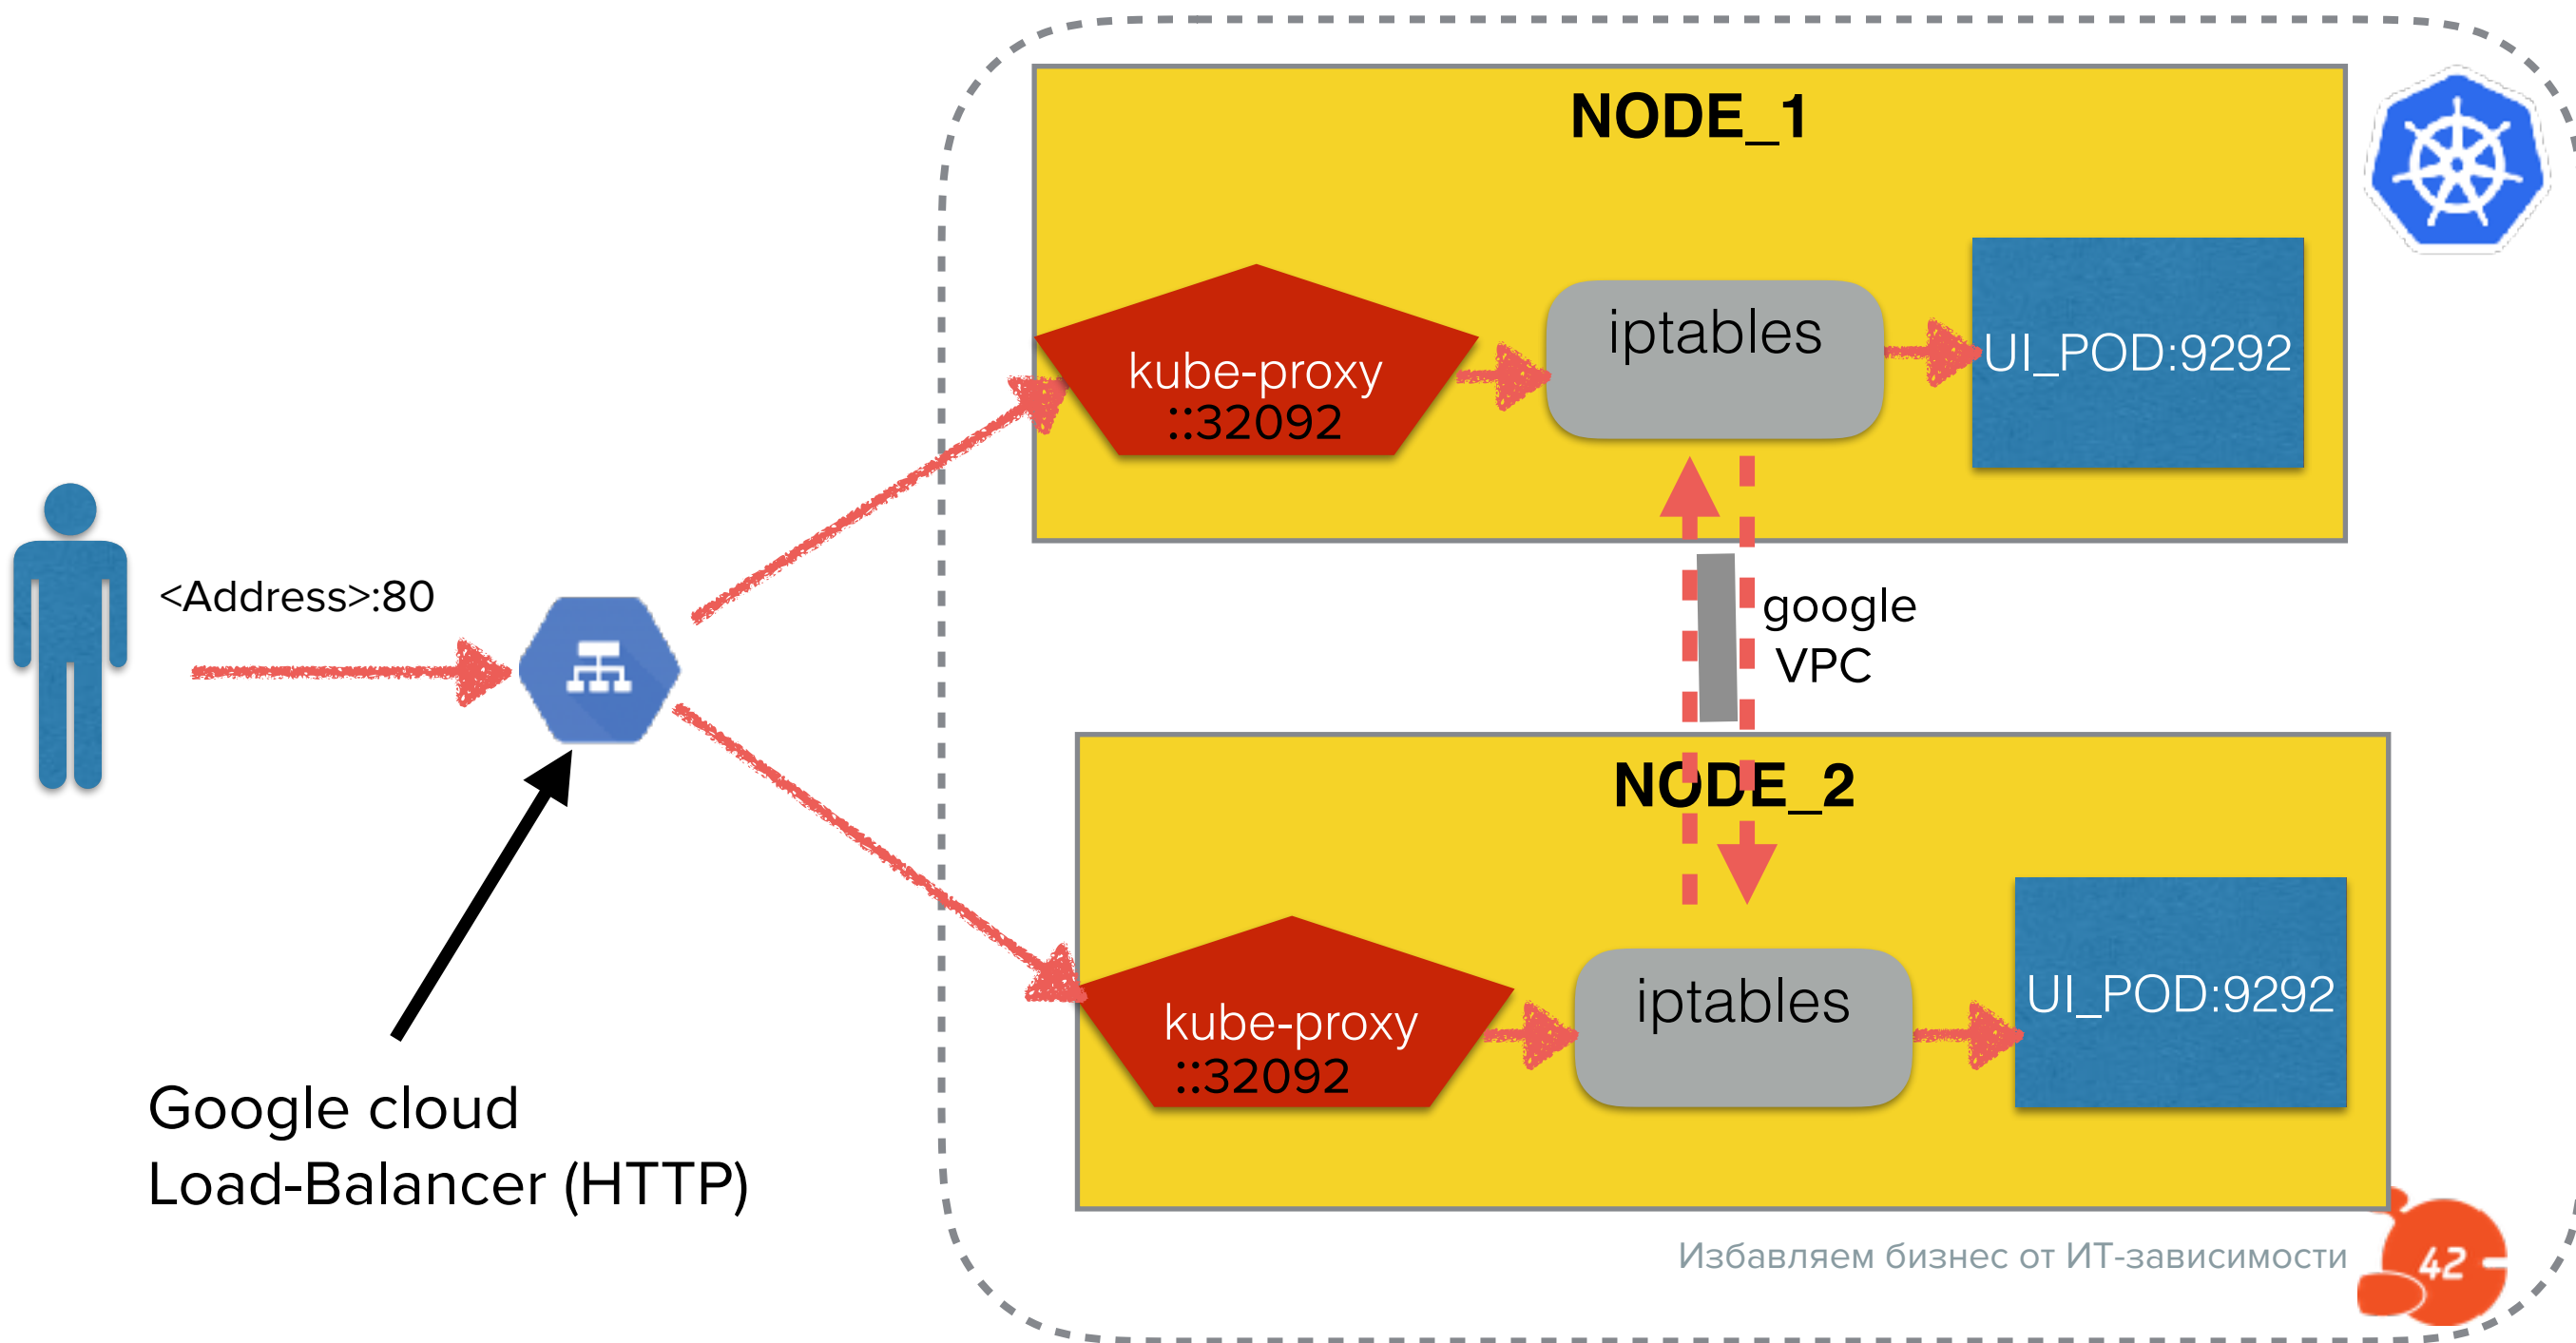 NODE_1
kube-proxy
::32092
iptables
UI_POD:9292
<Address>:80
google
VPC
NODE_2
kube-proxy
::32092
iptables
UI_POD:9292
Google cloud
Load-Balancer (HTTP)
Избавляем бизнес от ИТ-зависимости
42